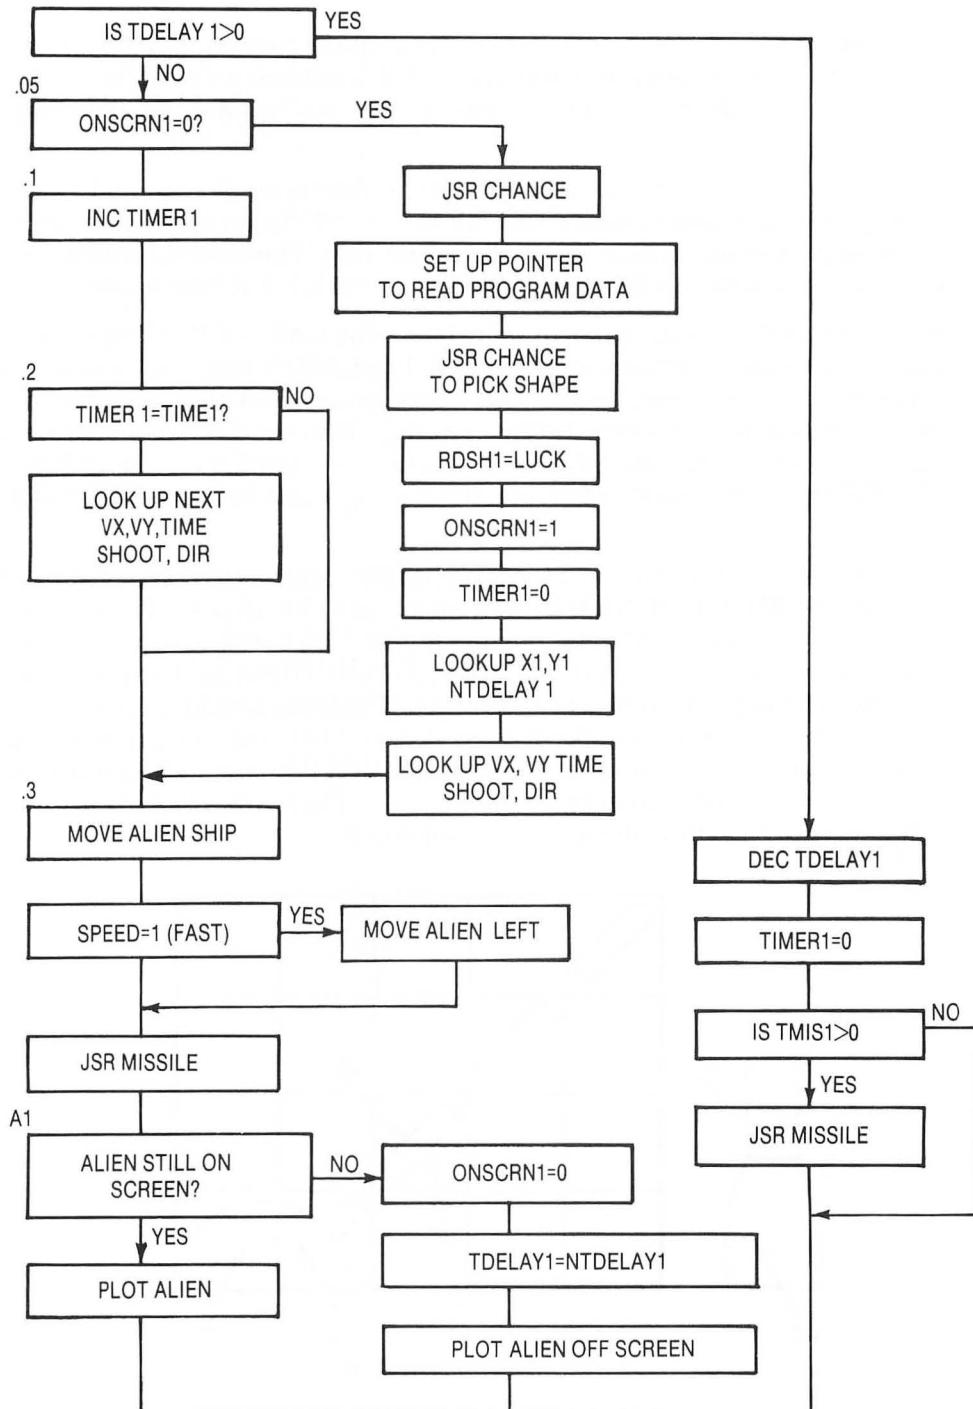 IS TDELAY 1>0
YES
NO
.05
ONSCRN1=0?
YES
.1
INC TIMER 1
JSR CHANCE
SET UP POINTER
TO READ PROGRAM DATA
JSR CHANCE
TO PICK SHAPE
.2
TIMER 1=TIME1?
NO
LOOK UP NEXT
VX,VY,TIME
SHOOT, DIR
RDSH1=LUCK
ONSCRN1=1
TIMER1=0
LOOKUP X1,Y1
NTDELAY 1
LOOK UP VX, VY TIME
SHOOT, DIR
.3
MOVE ALIEN SHIP
SPEED=1 (FAST)
YES
MOVE ALIEN LEFT
JSR MISSILE
A1
ALIEN STILL ON
SCREEN?
NO
YES
PLOT ALIEN
ONSCRN1=0
TDELAY1=NTDELAY1
PLOT ALIEN OFF SCREEN
DEC TDELAY1
TIMER1=0
IS TMIS1>0
NO
YES
JSR MISSILE